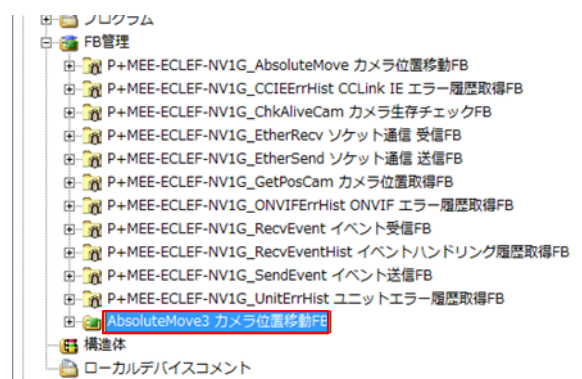 プログラム
FB管理
P+MEE-ECLEF-NV1G_AbsoluteMove カメラ位置移動FB
P+MEE-ECLEF-NV1G_CCIEErrHist CCLink IE エラー履歴取得FB
P+MEE-ECLEF-NV1G_ChkAliveCam カメラ生存チェックFB
P+MEE-ECLEF-NV1G_EtherRecv ソケット通信 受信FB
P+MEE-ECLEF-NV1G_EtherSend ソケット通信 送信FB
P+MEE-ECLEF-NV1G_GetPosCam カメラ位置取得FB
P+MEE-ECLEF-NV1G_ONVIFErrHist ONVIF エラー履歴取得FB
P+MEE-ECLEF-NV1G_RecvEvent イベント受信FB
P+MEE-ECLEF-NV1G_RecvEventHist イベントハンドリング履歴取得FB
P+MEE-ECLEF-NV1G_SendEvent イベント送信FB
P+MEE-ECLEF-NV1G_UnitErrHist ユニットエラー履歴取得FB
AbsoluteMove3 カメラ位置移動FB
構造体
ローカルデバイスコメント